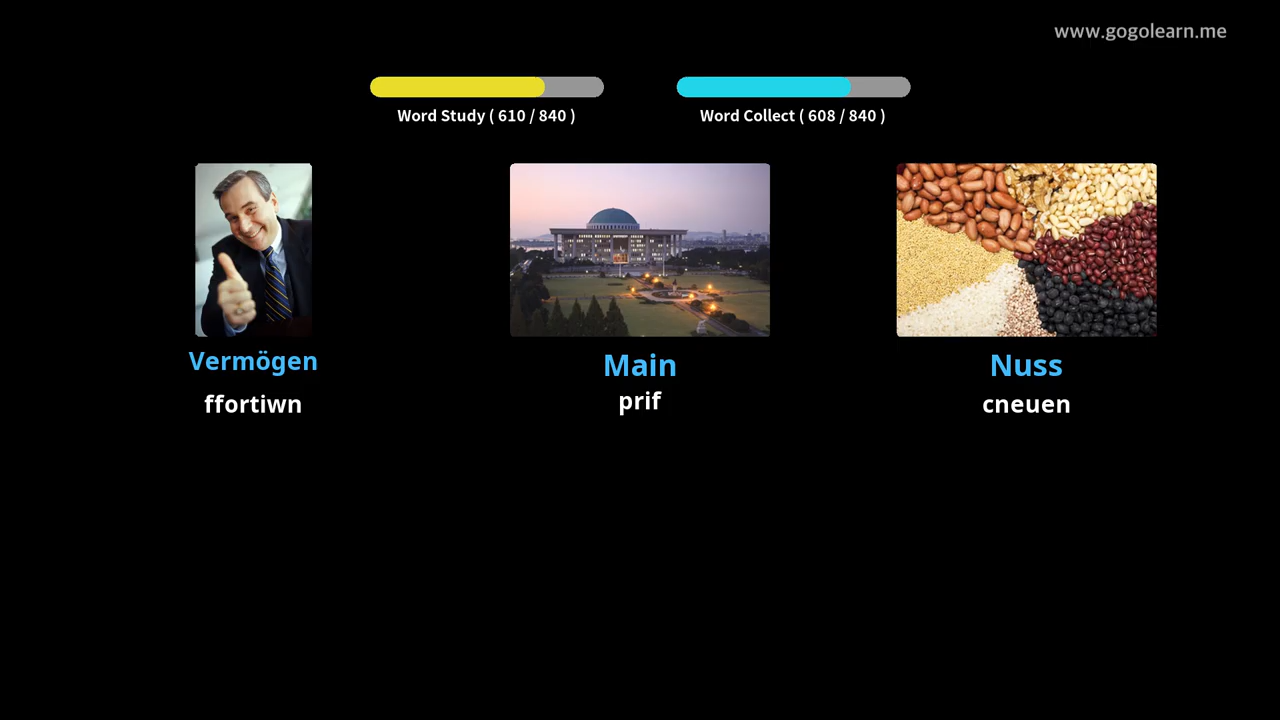 www.gogolearn.me
Word Study ( 610 / 840 )
Word Collect ( 608 / 840 )
Vermögen
Main
Nuss
ffortiwn
prif
cneuen